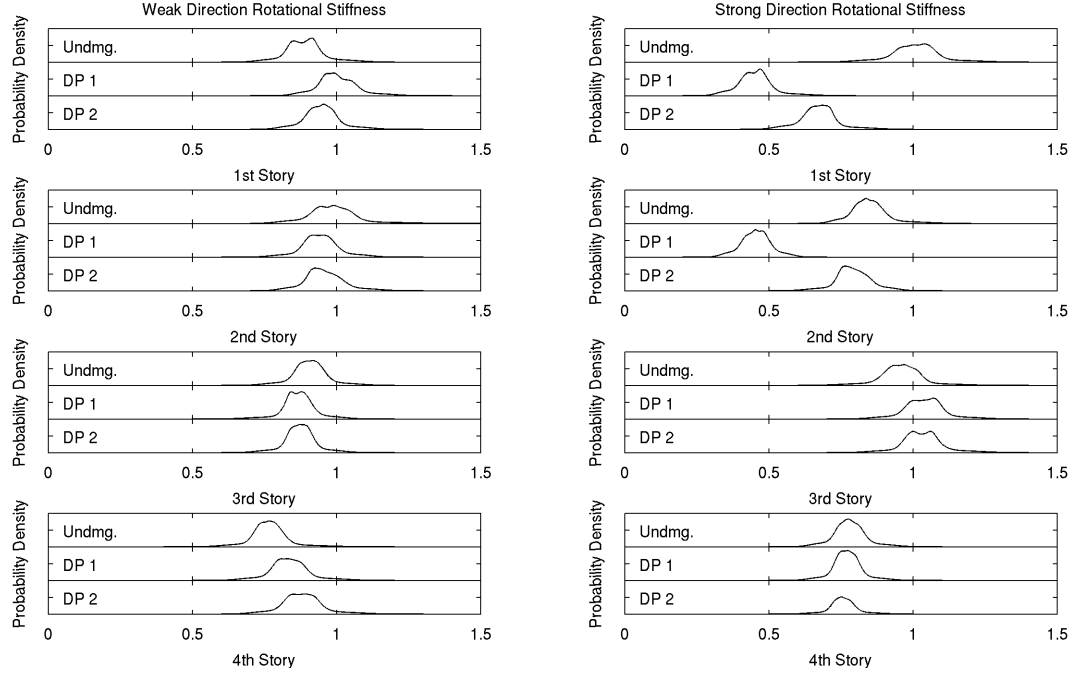 Weak Direction Rotational Stiffness
Probability Density
Undmg.
DP 1
DP 2
0 0.5 1 1.5
1st Story
Probability Density
Undmg.
DP 1
DP 2
0 0.5 1 1.5
2nd Story
Probability Density
Undmg.
DP 1
DP 2
0 0.5 1 1.5
3rd Story
Probability Density
Undmg.
DP 1
DP 2
0 0.5 1 1.5
4th Story
Strong Direction Rotational Stiffness
Probability Density
Undmg.
DP 1
DP 2
0 0.5 1 1.5
1st Story
Probability Density
Undmg.
DP 1
DP 2
0 0.5 1 1.5
2nd Story
Probability Density
Undmg.
DP 1
DP 2
0 0.5 1 1.5
3rd Story
Probability Density
Undmg.
DP 1
DP 2
0 0.5 1 1.5
4th Story